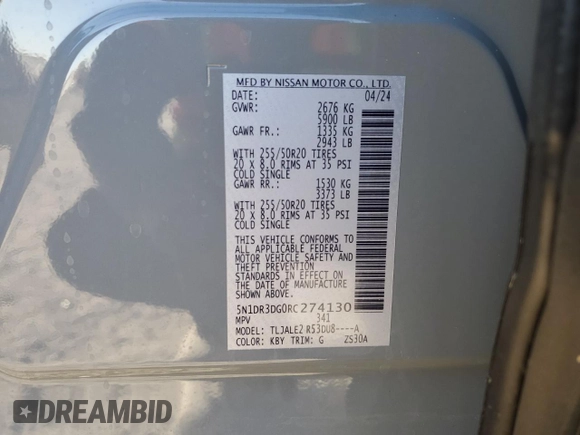 MFD BY NISSAN MOTOR CO., LTD.
DATE: 04/24
GVWR: 2676 KG
5900 LB
GAWR FR.: 1335 KG
2943 LB
WITH 255/50R20 TIRES
20 X 8.0 RIMS AT 35 PSI
COLD SINGLE
GAWR RR.: 1530 KG
3373 LB
WITH 255/50R20 TIRES
20 X 8.0 RIMS AT 35 PSI
COLD SINGLE
THIS VEHICLE CONFORMS TO
ALL APPLICABLE FEDERAL
MOTOR VEHICLE SAFETY
AND THEFT PREVENTION
STANDARDS IN EFFECT ON
THE DATE OF MANUFACTURE
SHOWN ABOVE.
5N1DR3DG0RC274130
MPV 341
MODEL: TLJALE2 R53DU8----A
COLOR: KBY TRIM: G ZS30A
DREAMBID